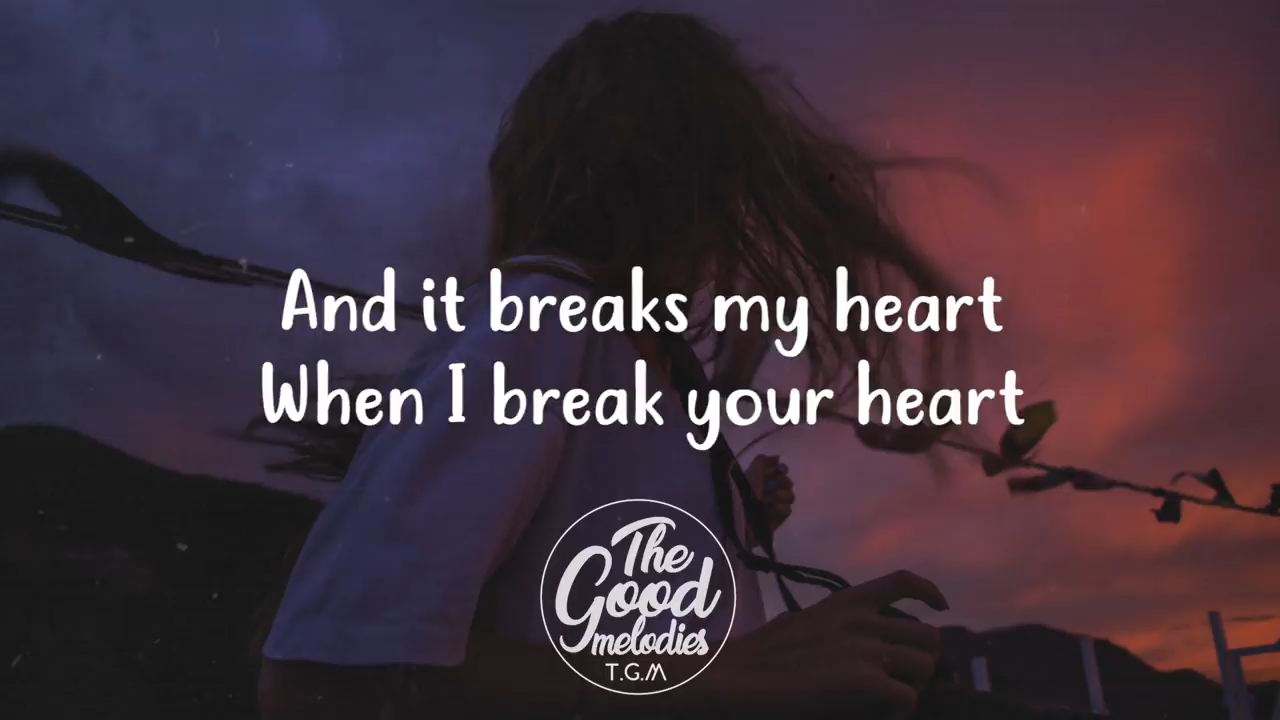 And it breaks my heart
When I break your heart
The
Good
melodies
T.G.M